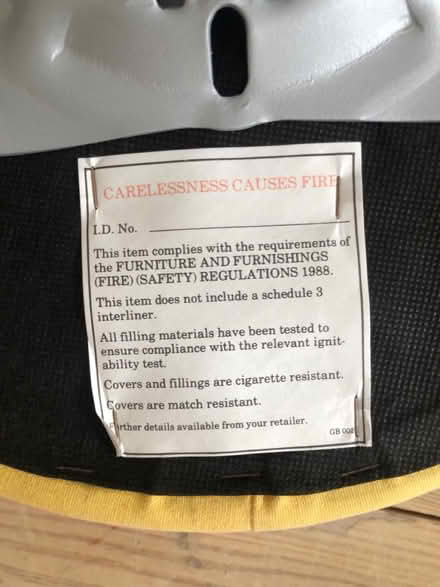 CARELESSNESS CAUSES FIRE
I.D. No.
This item complies with the requirements of
the FURNITURE AND FURNISHINGS
(FIRE) (SAFETY) REGULATIONS 1988.
This item does not include a schedule 3
interliner.
All filling materials have been tested to
ensure compliance with the relevant ignit-
ability test.
Covers and fillings are cigarette resistant.
Covers are match resistant.
Further details available from your retailer.
GB 001